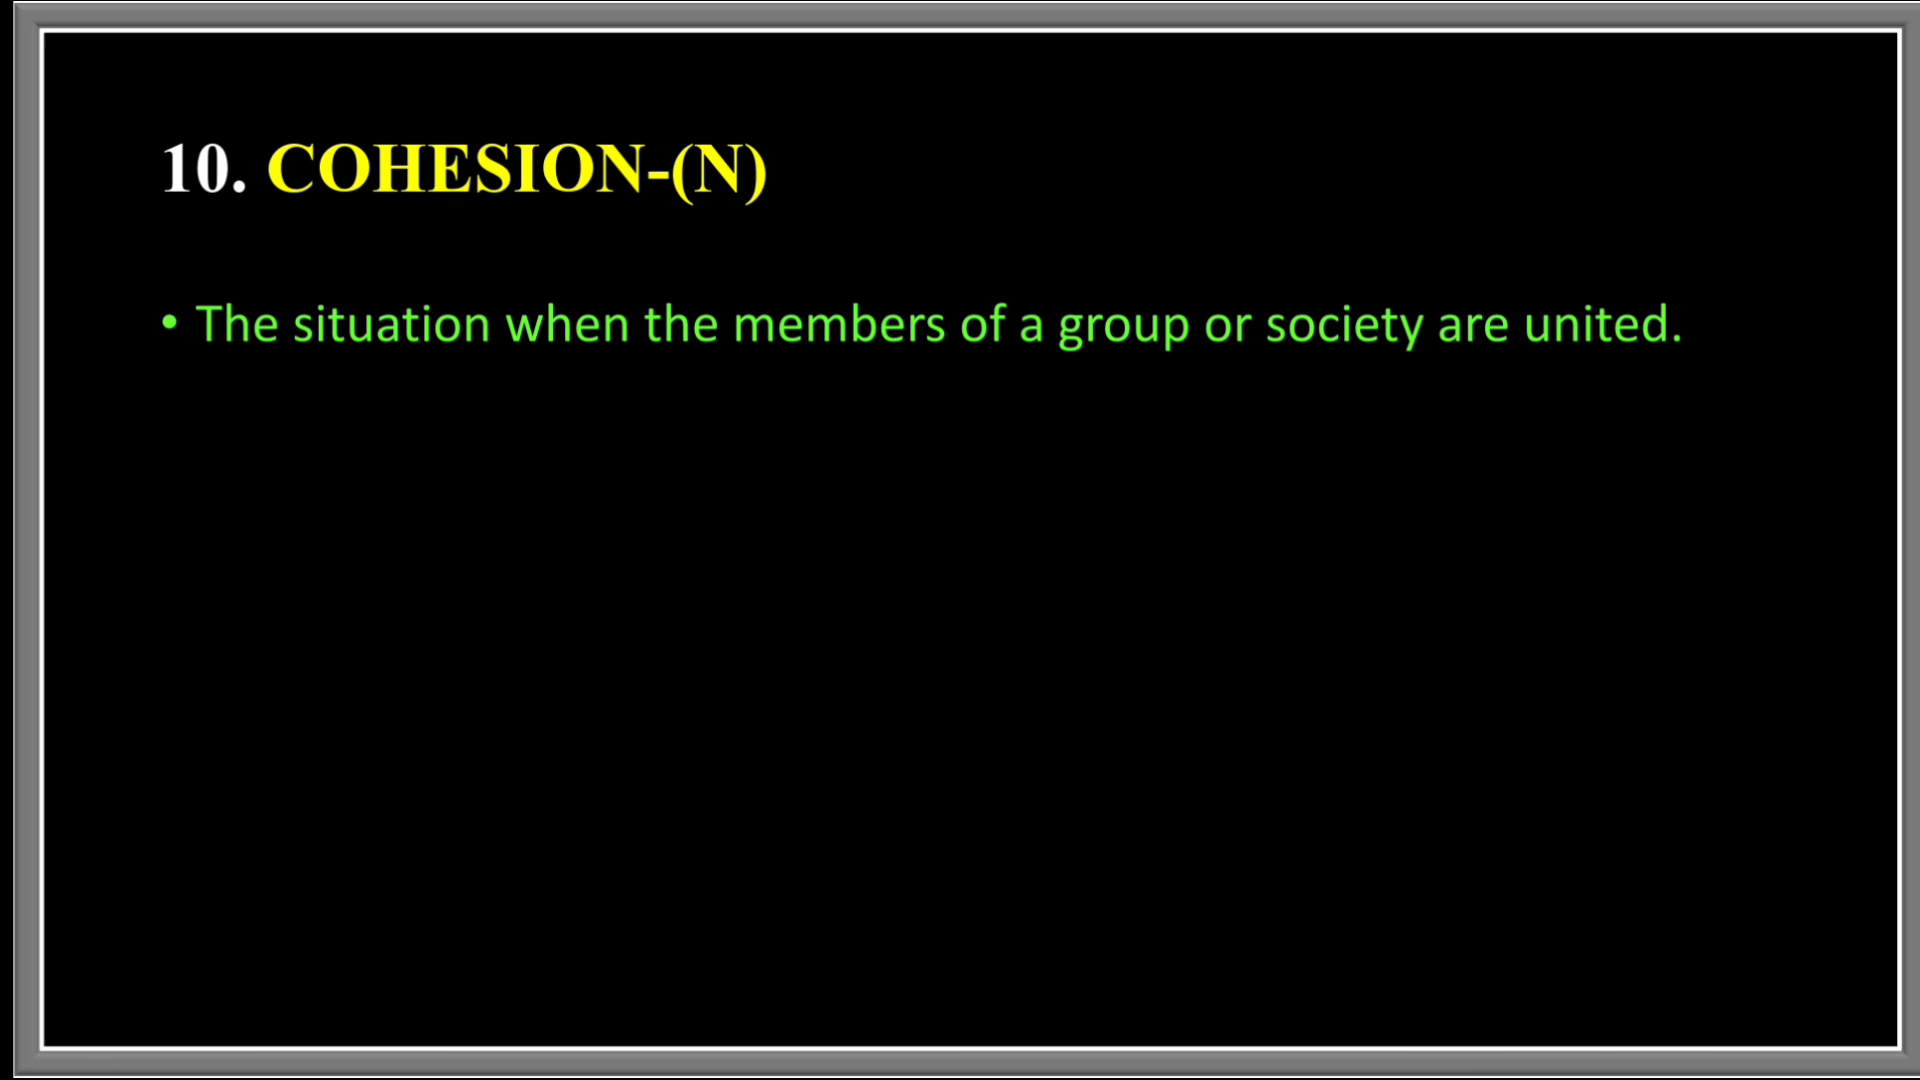 10. COHESION-(N)
• The situation when the members of a group or society are united.